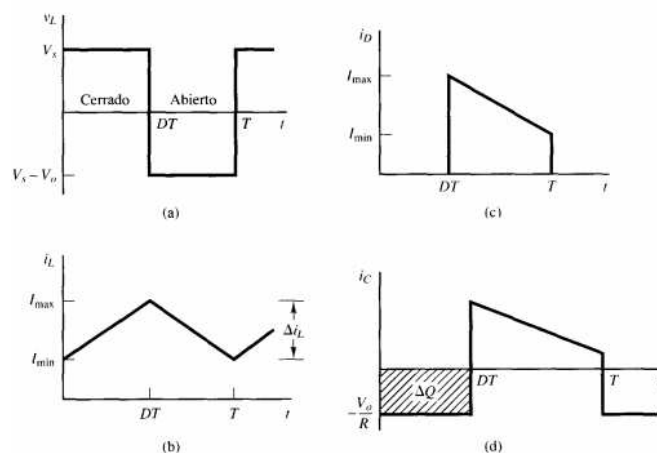 v_L
V_s
Cerrado
Abierto
DT
T
t
V_s – V_o
(a)
i_D
I_max
I_min
DT
T
t
(c)
i_L
I_max
Δi_L
I_min
DT
T
t
(b)
i_C
DT
T
ΔQ
–V_o/R
(d)